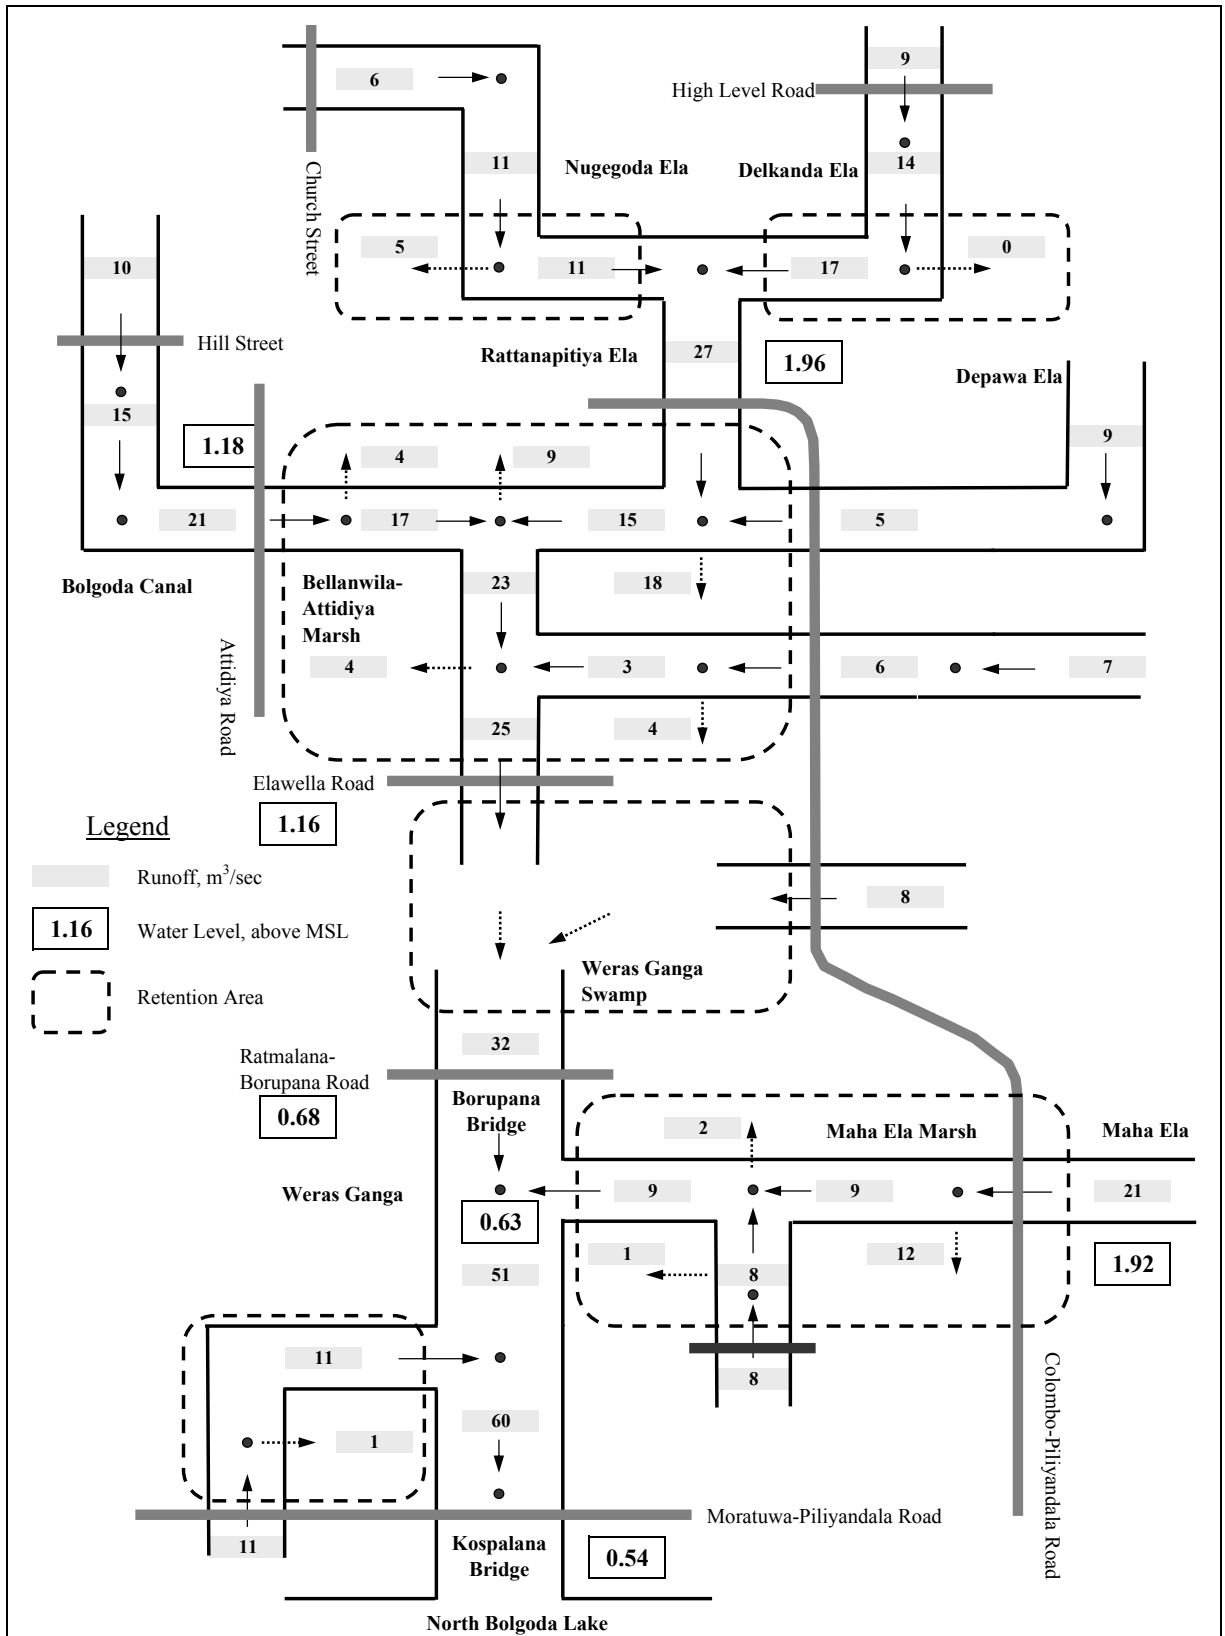 9
6
High Level Road
11
14
Nugegoda Ela
Delkanda Ela
Church Street
5
0
10
11
17
Hill Street
Rattanapitiya Ela
27
1.96
Depawa Ela
15
1.18
4
9
9
21
17
15
5
Bolgoda Canal
Bellanwila-
Attidiya
Marsh
23
18
Attidiya Road
4
3
6
7
25
4
Elawella Road
1.16
Legend
Runoff, m³/sec
8
1.16
Water Level, above MSL
Weras Ganga
Swamp
Retention Area
32
Ratmalana-
Borupana Road
0.68
Borupana
Bridge
2
Maha Ela Marsh
Maha Ela
Weras Ganga
9
9
21
0.63
1
12
1.92
51
8
11
8
Colombo-Piliyandala Road
60
1
Moratuwa-Piliyandala Road
11
Kospalana
Bridge
0.54
North Bolgoda Lake